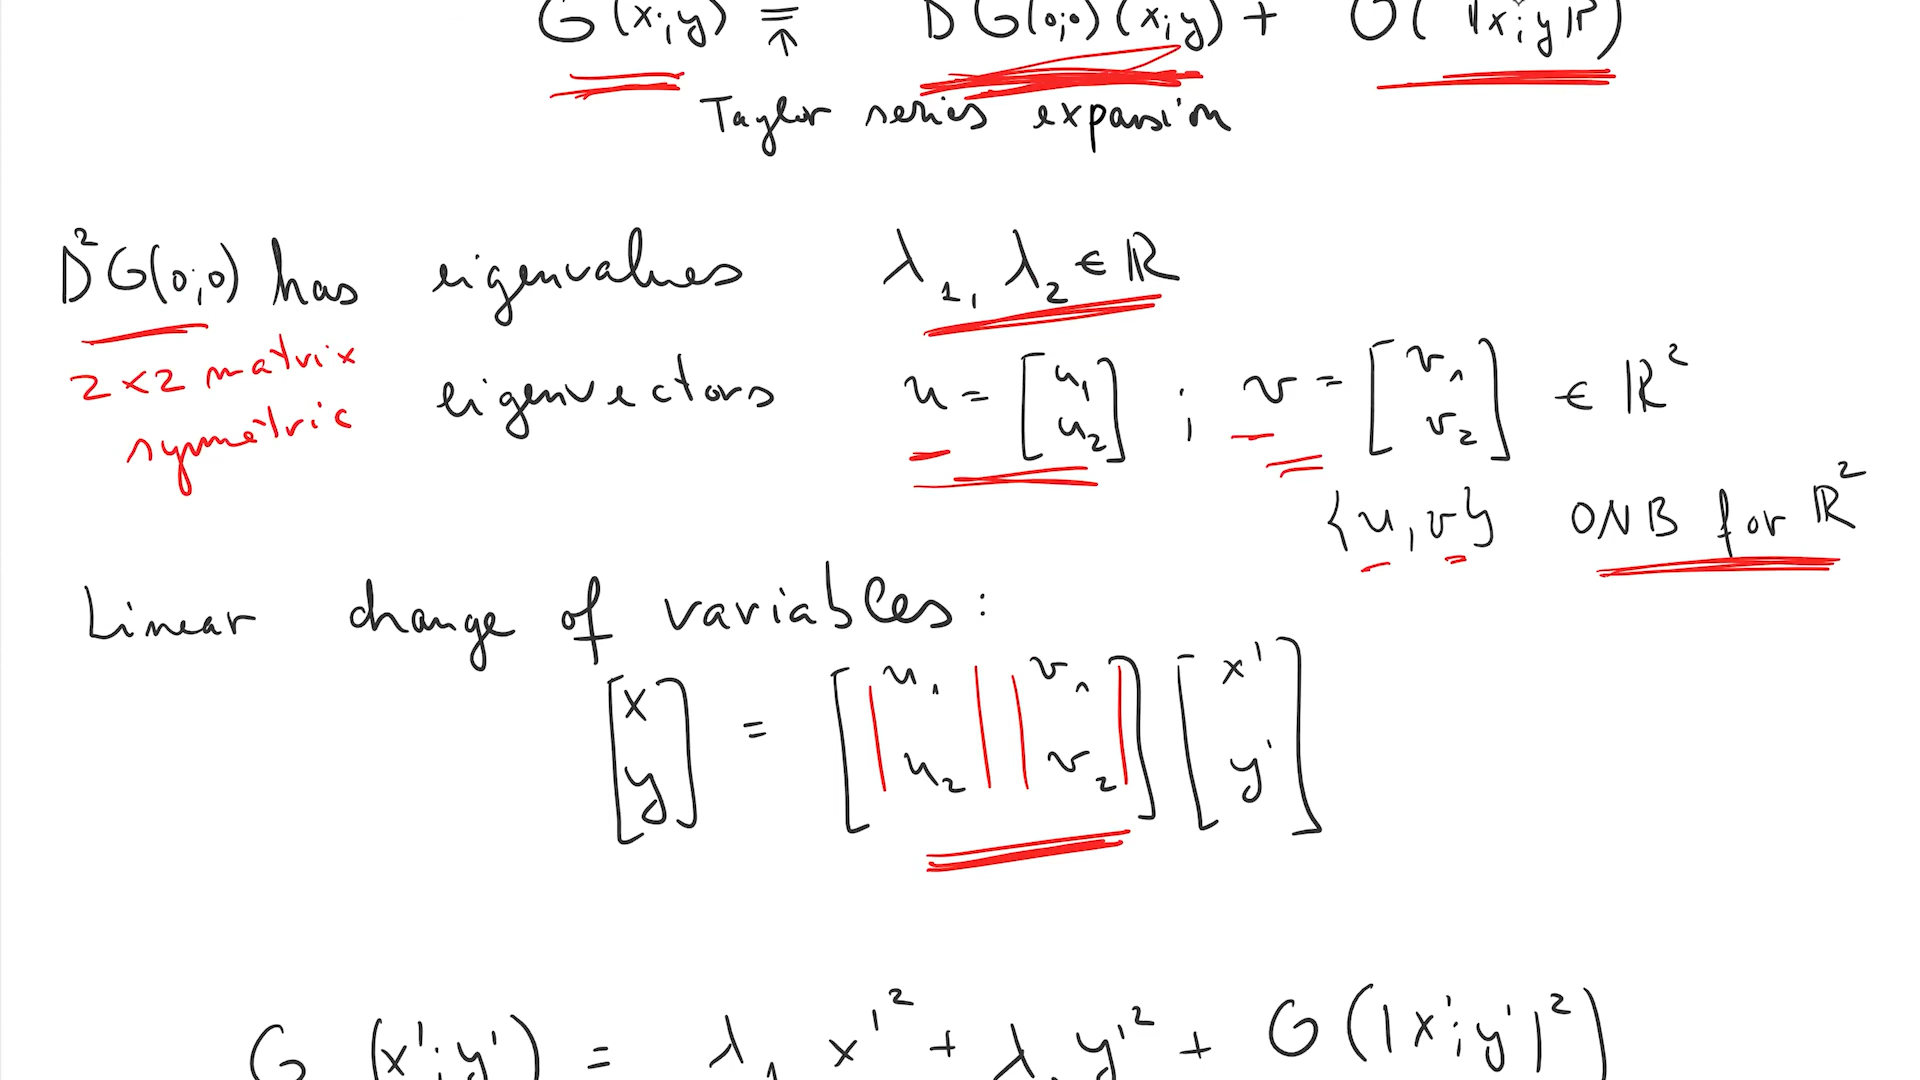 G(x;y) = DG(0;0)(x;y) + O(|x;y|²)
↑
Taylor series expansion
D²G(0;0) has eigenvalues λ₁, λ₂ ∈ ℝ
2×2 matrix
symmetric
eigenvectors u = [u₁ u₂] ; v = [v₁ v₂] ∈ ℝ²
{u,v} ONB for ℝ²
Linear change of variables:
[x y] = [u₁ v₁ u₂ v₂] [x' y']
G(x';y') = λ₁ x'² + λ y'² + O(|x';y'|²)